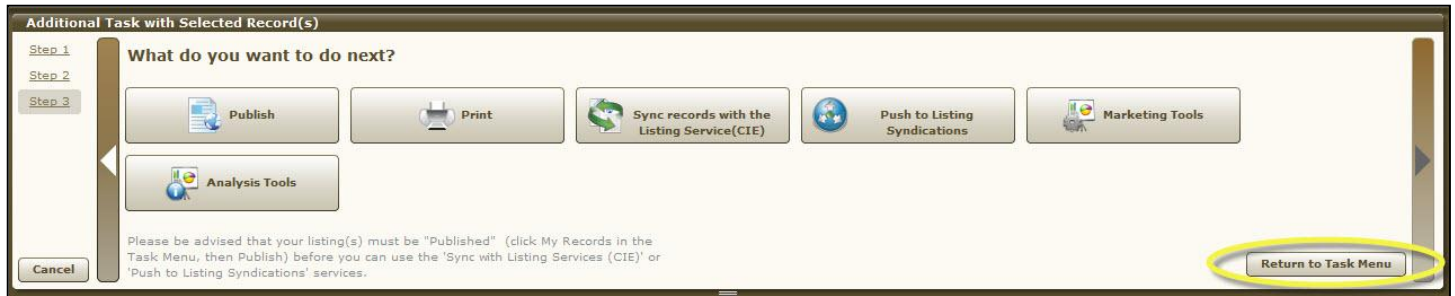 Additional Task with Selected Record(s)
Step 1
Step 2
Step 3
What do you want to do next?
Publish
Print
Sync records with the
Listing Service(CIE)
Push to Listing
Syndications
Marketing Tools
Analysis Tools
Please be advised that your listing(s) must be "Published" (click My Records in the
Task Menu, then Publish) before you can use the 'Sync with Listing Services (CIE)' or
'Push to Listing Syndications' services.
Cancel
Return to Task Menu